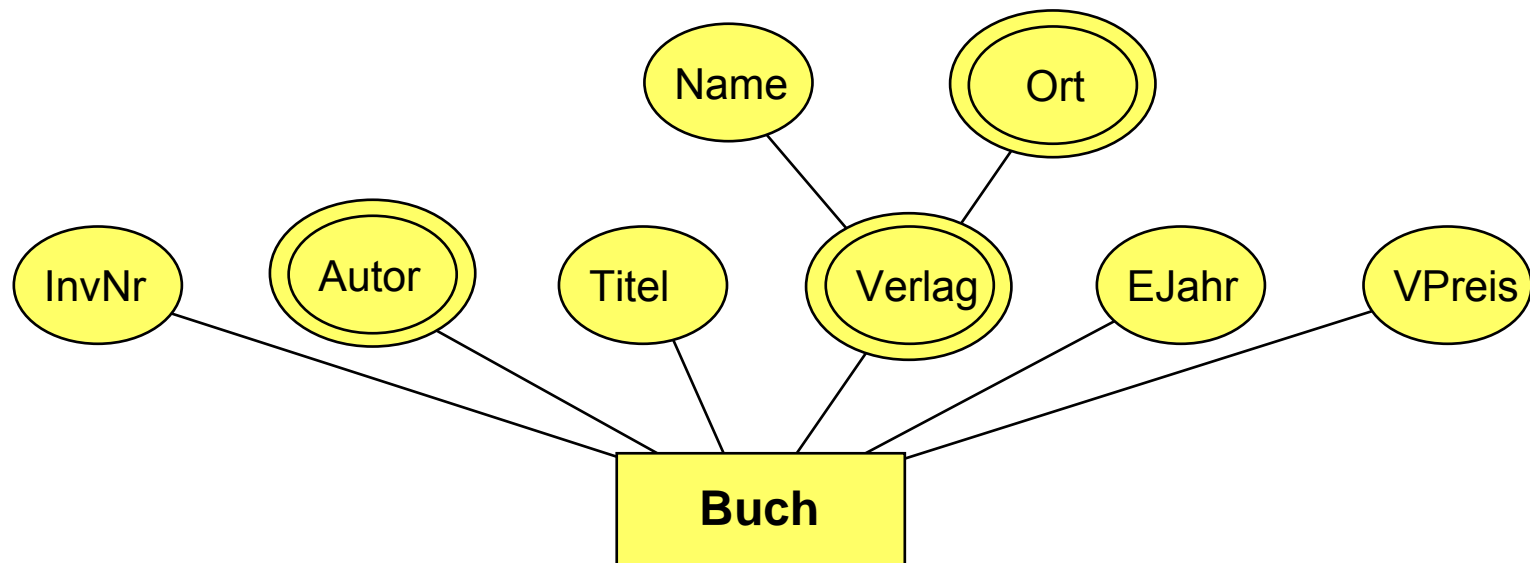 Name
Ort
InvNr
Autor
Titel
Verlag
EJahr
VPreis
Buch